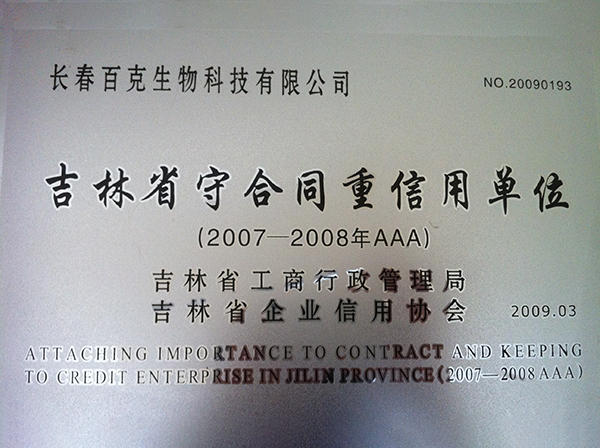 长春百克生物科技有限公司 NO.20090193
吉林省守合同重信用单位
(2007—2008年AAA)
吉林省工商行政管理局
吉林省企业信用协会 2009.03
ATTACHING IMPORTANCE TO CONTRACT AND KEEPING
TO CREDIT ENTERPRISE IN JILIN PROVINCE(2007—2008 AAA)